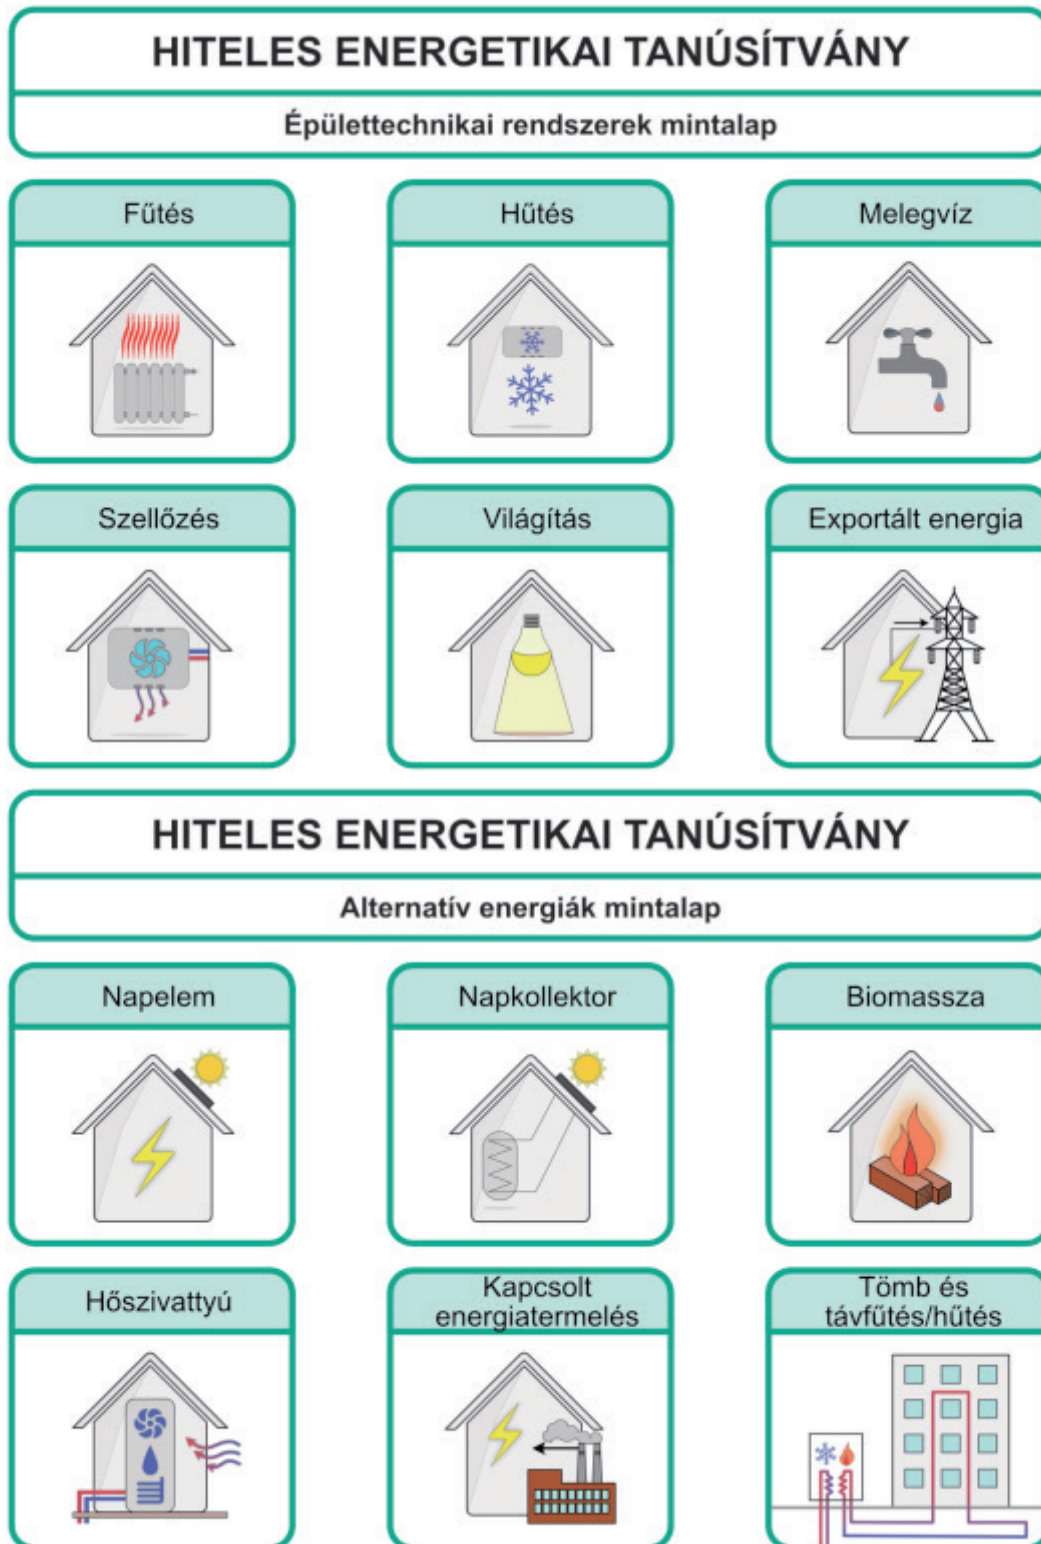 HITELES ENERGETIKAI TANÚSÍTVÁNY
Épülettechnikai rendszerek mintalap
Fűtés
Hűtés
Melegvíz
Szellőzés
Világítás
Exportált energia
HITELES ENERGETIKAI TANÚSÍTVÁNY
Alternatív energiák mintalap
Napelem
Napkollektor
Biomassza
Hőszivattyú
Kapcsolt
energiatermelés
Tömb és
távfűtés/hűtés